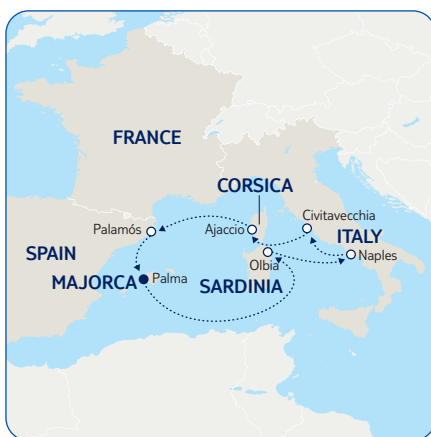 FRANCE
CORSICA
Civitavecchia
Palamós
Ajaccio
ITALY
SPAIN
Olbia
Naples
MAJORCA
Palma
SARDINIA